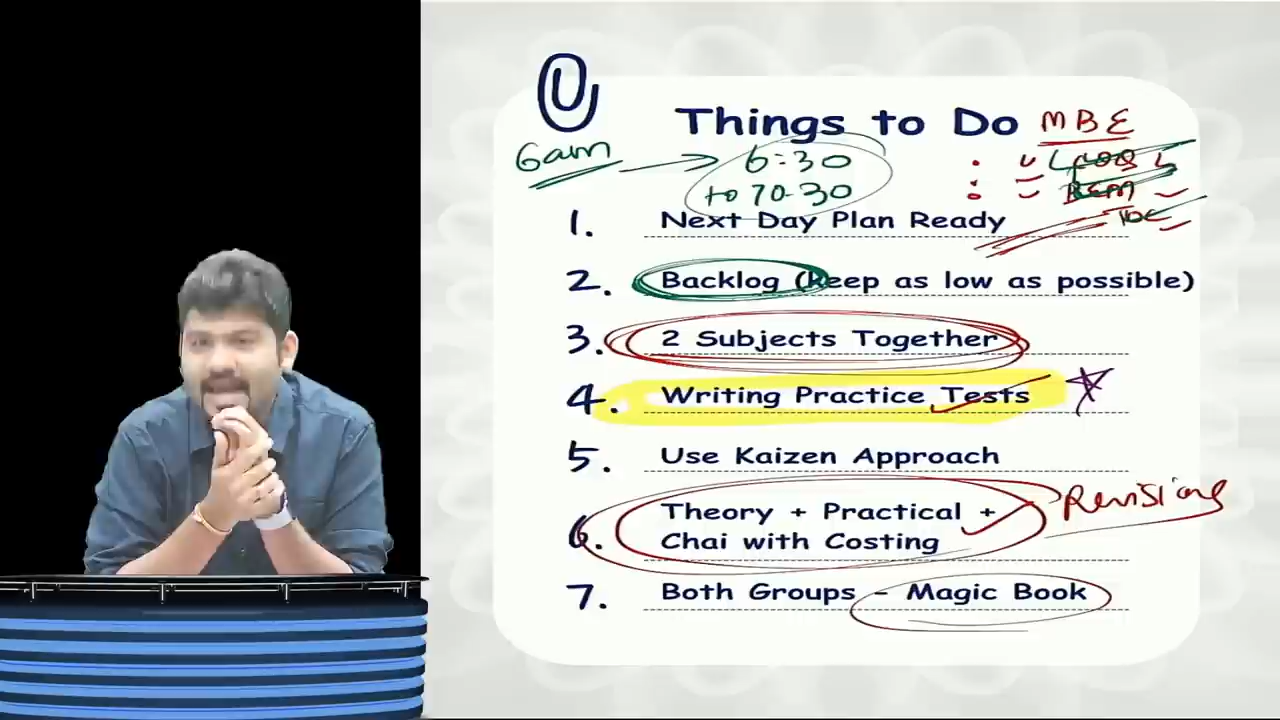 Things to Do MBE
6am 6:30
to 10.30
1. Next Day Plan Ready
2. Backlog (keep as low as possible)
3. 2 Subjects Together
4. Writing Practice Tests
5. Use Kaizen Approach
6. Theory + Practical +
Chai with Costing
Revisions
7. Both Groups - Magic Book